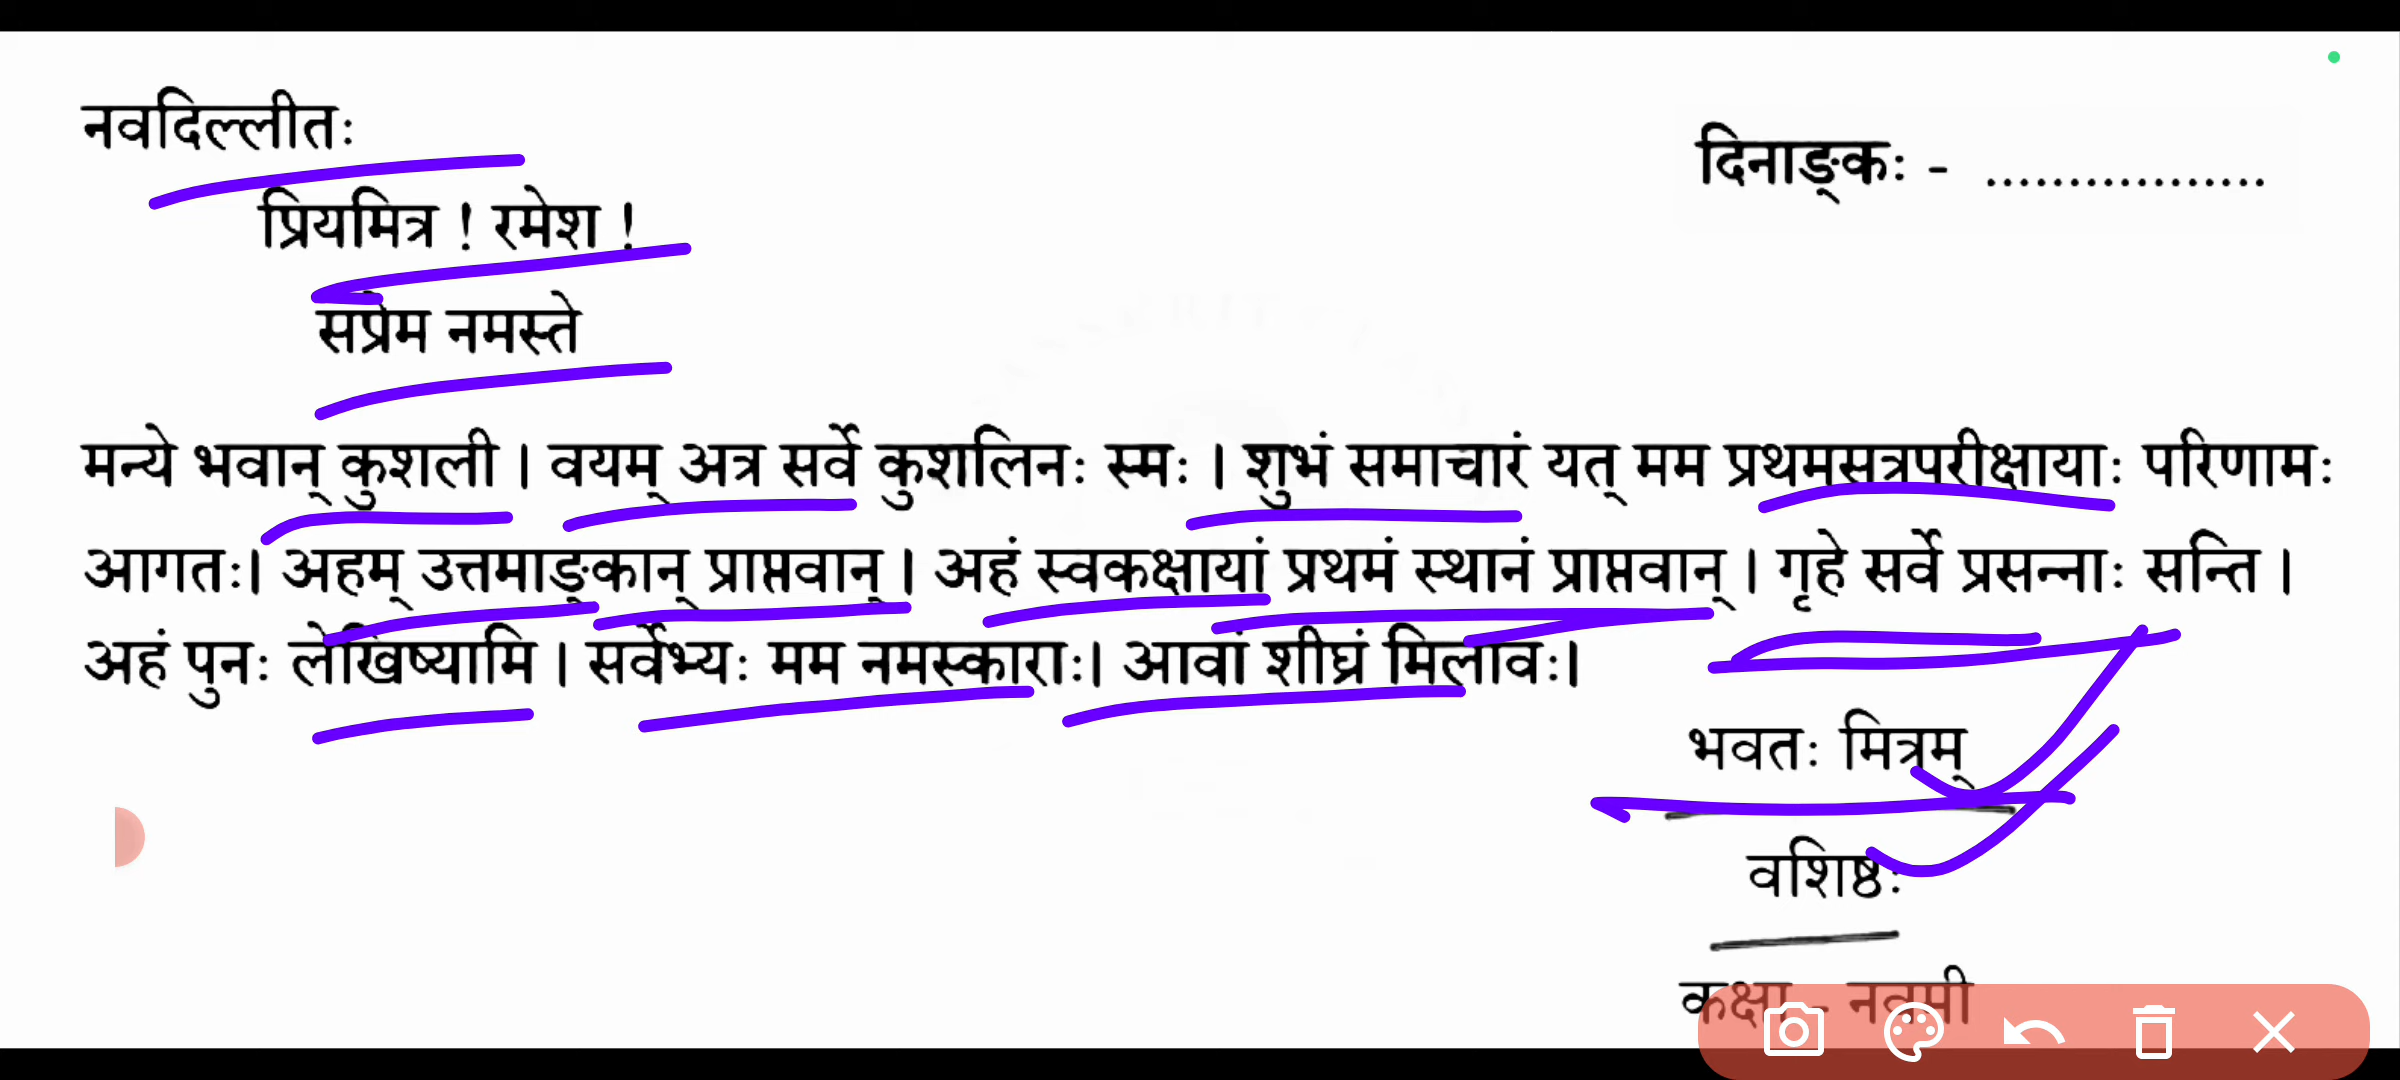 नवदिल्लीतः
दिनाङ्कः - .................
प्रियमित्र ! रमेश !
सप्रेम नमस्ते
मन्ये भवान् कुशली । वयम् अत्र सर्वे कुशलिनः स्मः । शुभं समाचारं यत् मम प्रथमसत्रपरीक्षायाः परिणामः
आगतः। अहम् उत्तमाङ्कान् प्राप्तवान् । अहं स्वकक्षायां प्रथमं स्थानं प्राप्तवान् । गृहे सर्वे प्रसन्नाः सन्ति ।
अहं पुनः लेखिष्यामि । सर्वेभ्यः मम नमस्काराः। आवां शीघ्रं मिलावः।
भवतः मित्रम्
वशिष्ठः
कक्षा - नवमी